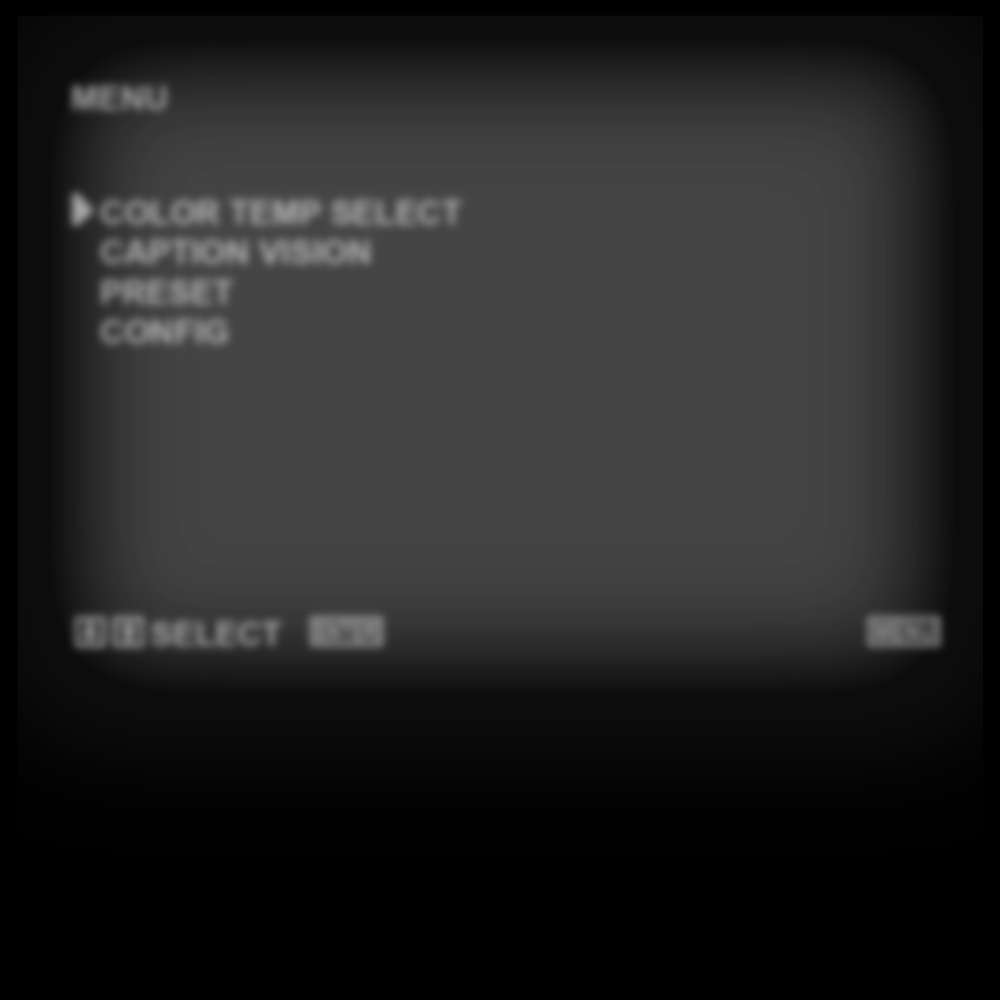 MENU
COLOR TEMP SELECT
CAPTION VISION
PRESET
CONFIG
SELECT